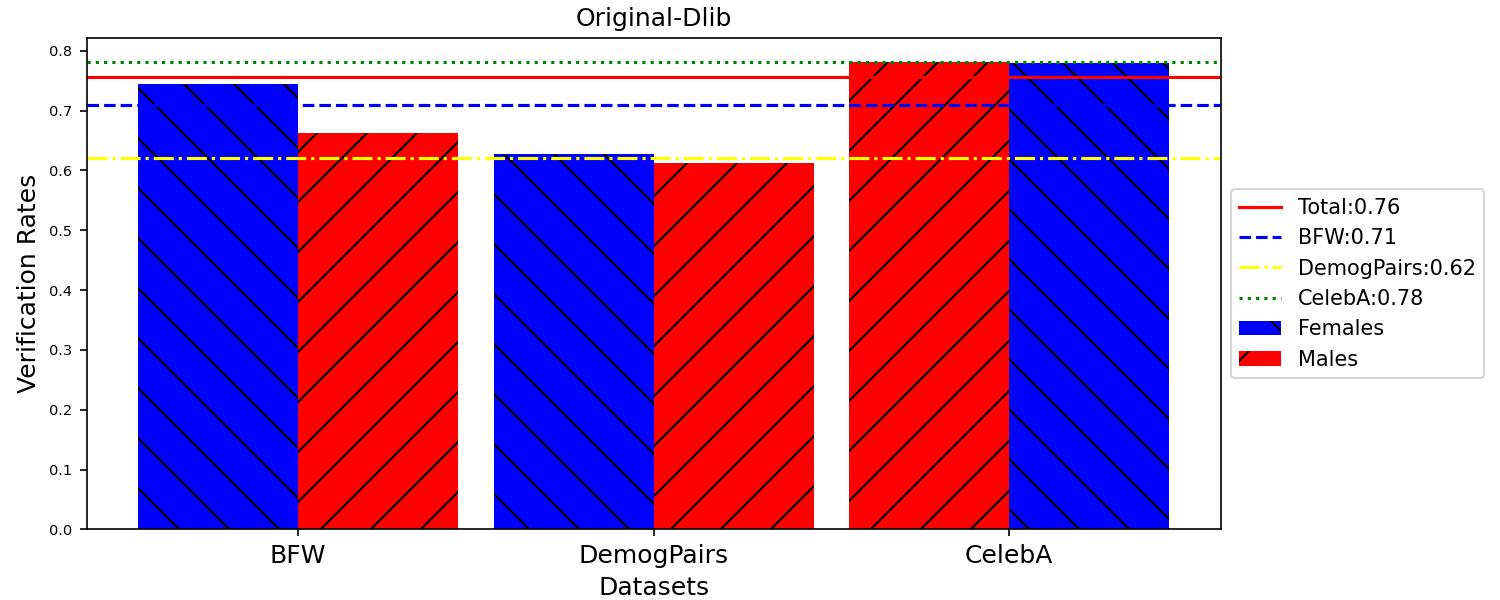 Original-Dlib
Verification Rates
0.8
0.7
0.6
0.5
0.4
0.3
0.2
0.1
0.0
BFW
DemogPairs
CelebA
Datasets
Total:0.76
BFW:0.71
DemogPairs:0.62
CelebA:0.78
Females
Males